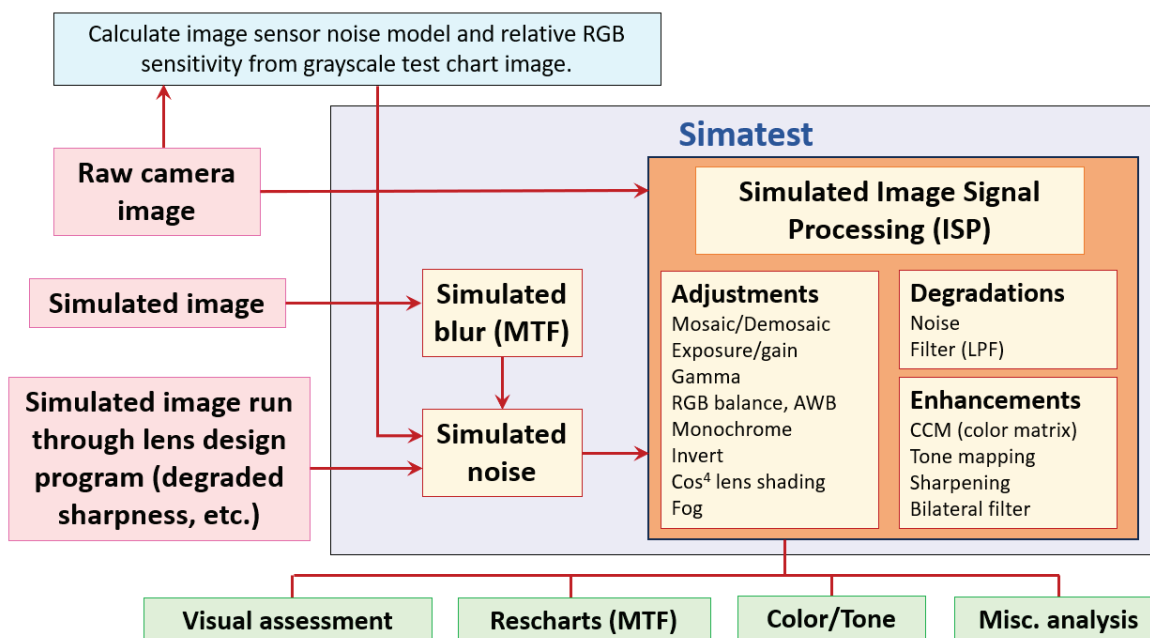 Calculate image sensor noise model and relative RGB
sensitivity from grayscale test chart image.
Simatest
Raw camera
image
Simulated Image Signal
Processing (ISP)
Simulated image
Simulated
blur (MTF)
Adjustments
Mosaic/Demosaic
Exposure/gain
Gamma
RGB balance, AWB
Monochrome
Invert
Cos⁴ lens shading
Fog
Degradations
Noise
Filter (LPF)
Simulated image run
through lens design
program (degraded
sharpness, etc.)
Simulated
noise
Enhancements
CCM (color matrix)
Tone mapping
Sharpening
Bilateral filter
Visual assessment
Rescharts (MTF)
Color/Tone
Misc. analysis